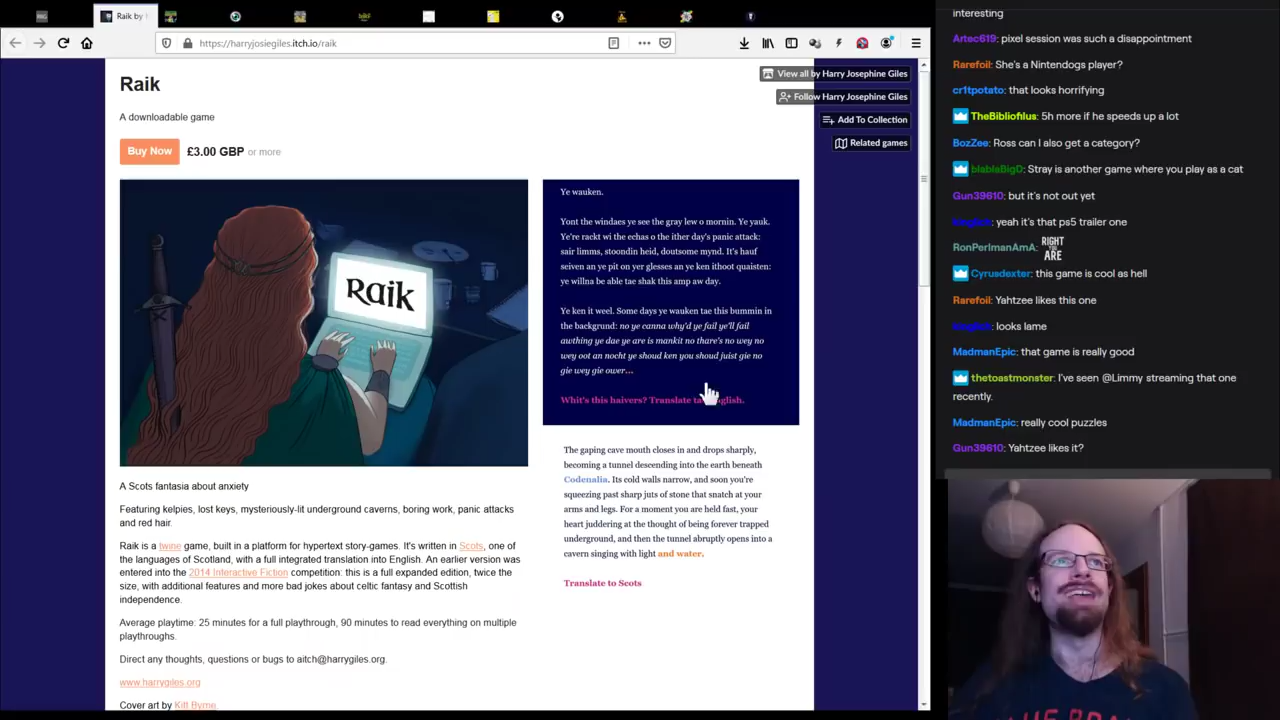 Raik by
https://harryjosiegiles.itch.io/raik
Raik
A downloadable game
Buy Now £3.00 GBP or more
View all by Harry Josephine Giles
Follow Harry Josephine Giles
Add To Collection
Related games
Raik
A Scots fantasia about anxiety
Featuring kelpies, lost keys, mysteriously-lit underground caverns, boring work, panic attacks
and red hair.
Raik is a twine game, built in a platform for hypertext story-games. It's written in Scots, one of
the languages of Scotland, with a full integrated translation into English. An earlier version was
entered into the 2014 Interactive Fiction competition: this is a full expanded edition, twice the
size, with additional features and more bad jokes about celtic fantasy and Scottish
independence.
Average playtime: 25 minutes for a full playthrough, 90 minutes to read everything on multiple
playthroughs.
Direct any thoughts, questions or bugs to aitch@harrygiles.org.
www.harrygiles.org
Cover art by Kitt Byrne
Ye wauken.
Yont the windaes ye see the gray lew o mornin. Ye yauk.
Ye're rackt wi the echas o the ither day's panic attack:
sair limms, stoondin heid, doutsome mynd. It's hauf
seiven an ye pit on yer glesses an ye ken ithoot quaisten:
ye willna be able tae shak this amp aw day.
Ye ken it weel. Some days ye wauken tae this bummin in
the backgrund: no ye canna why'd ye fail ye'll fail
awthing ye dae ye are is mankit no thare's no wey no
wey oot an nocht ye shoud ken you shoud juist gie no
gie wey gie ower...
Whit's this haivers? Translate ta glish.
The gaping cave mouth closes in and drops sharply,
becoming a tunnel descending into the earth beneath
Codenalia. Its cold walls narrow, and soon you're
squeezing past sharp juts of stone that snatch at your
arms and legs. For a moment you are held fast, your
heart juddering at the thought of being forever trapped
underground, and then the tunnel abruptly opens into a
cavern singing with light and water.
Translate to Scots
interesting
Artec619: pixel session was such a disappointment
Rarefoil: She's a Nintendogs player?
cr1tpotato: that looks horrifying
TheBibliofilus: 5h more if he speeds up a lot
BozZee: Ross can I also get a category?
blablaBigD: Stray is another game where you play as a cat
Gun39610: but it's not out yet
yeah it's that ps5 trailer one
RonPerlmanAmA: RIGHT YOU ARE
Cyrusdexter: this game is cool as hell
Rarefoil: Yahtzee likes this one
looks lame
MadmanEpic: that game is really good
thetoastmonster: I've seen @Limmy streaming that one
recently.
MadmanEpic: really cool puzzles
Gun39610: Yahtzee likes it?